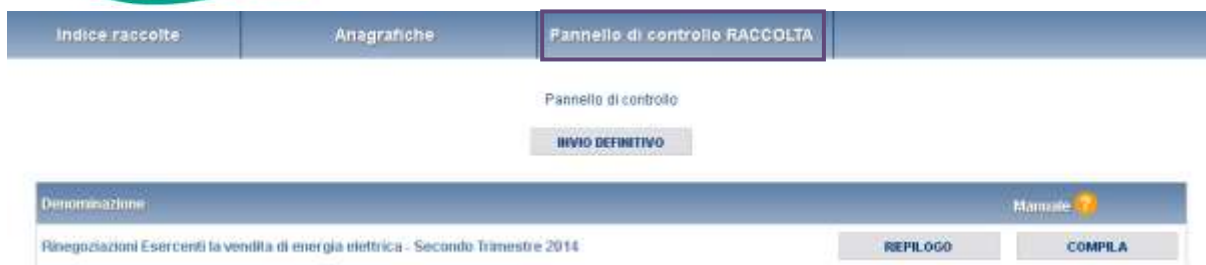 Indice raccolte Anagrafiche Pannello di controllo RACCOLTA
Pannello di controllo
INVIO DEFINITIVO
Denominazione Manuale ?
Rinegoziazioni Esercenti la vendita di energia elettrica - Secondo Trimestre 2014 RIEPILOGO COMPILA